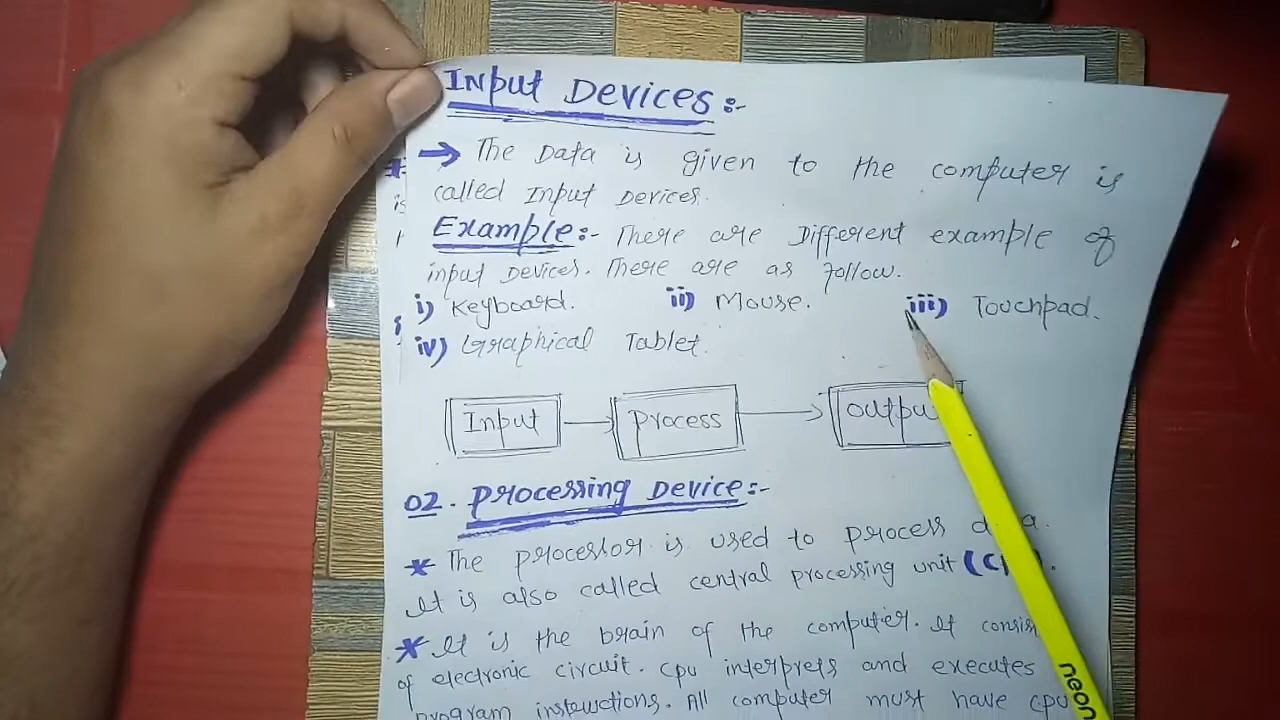 Input Devices:-
→ The Data is given to the computer is
called Input Devices.
Example:- There are Different example of
input Devices. There are as follow.
i) Keyboard. ii) Mouse. iii) Touchpad.
iv) Graphical Tablet.
Input → Process → Outpu
02. Processing Device:-
* The processor is used to process
It is also called central processing unit
* It is the brain of the computer. It consis
of electronic circuit. Cpu interprets and executes
program instructions. All computer must have cpu
neon